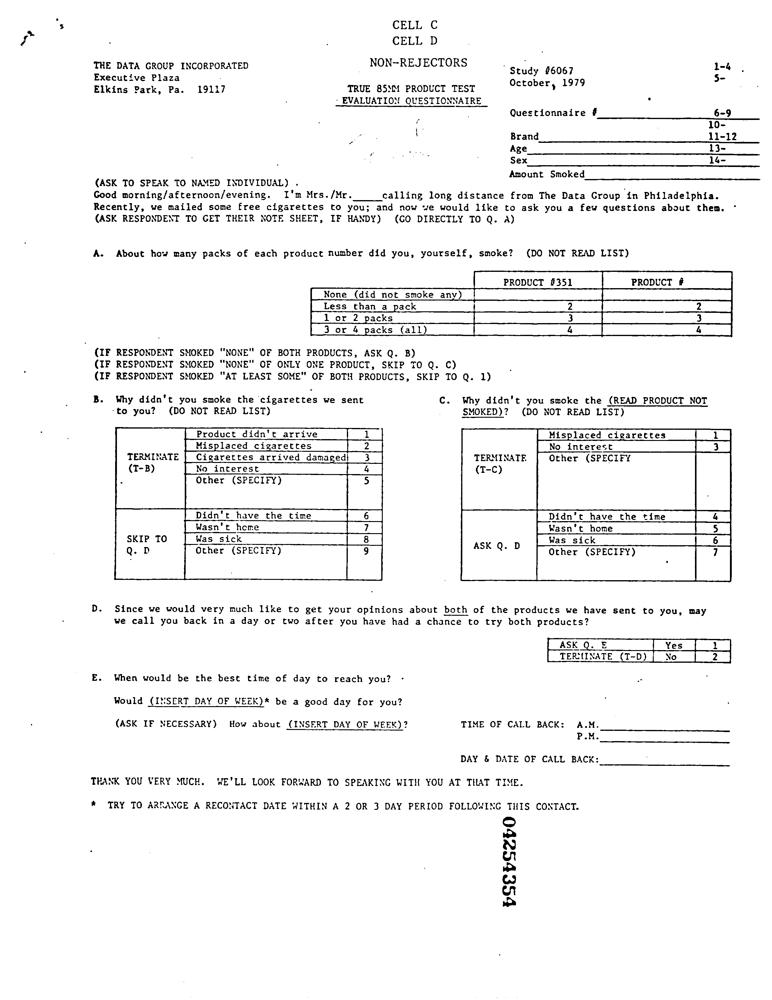 CELL C
CELL D
THE DATA GROUP INCORPORATED
Executive Plaza
Elkins Park, Pa. 19117
NON-REJECTORS
TRUE 85MM PRODUCT TEST
EVALUATION QUESTIONNAIRE
Study #6067 1-4
October, 1979 5-
Questionnaire # 6-9
10-
Brand 11-12
Age 13-
Sex 14-
Amount Smoked
(ASK TO SPEAK TO NAMED INDIVIDUAL) .
Good morning/afternoon/evening. I'm Mrs./Mr.____calling long distance from The Data Group in Philadelphia.
Recently, we mailed some free cigarettes to you; and now we would like to ask you a few questions about them.
(ASK RESPONDENT TO GET THEIR NOTE SHEET, IF HANDY) (GO DIRECTLY TO Q. A)
A. About how many packs of each product number did you, yourself, smoke? (DO NOT READ LIST)
PRODUCT #351 PRODUCT #
None (did not smoke any)
Less than a pack 2 2
1 or 2 packs 3 3
3 or 4 packs (all) 4 4
(IF RESPONDENT SMOKED "NONE" OF BOTH PRODUCTS, ASK Q. B)
(IF RESPONDENT SMOKED "NONE" OF ONLY ONE PRODUCT, SKIP TO Q. C)
(IF RESPONDENT SMOKED "AT LEAST SOME" OF BOTH PRODUCTS, SKIP TO Q. 1)
B. Why didn't you smoke the cigarettes we sent
to you? (DO NOT READ LIST)
TERMINATE
(T-B)
Product didn't arrive 1
Misplaced cigarettes 2
Cigarettes arrived damaged 3
No interest 4
Other (SPECIFY) 5
SKIP TO
Q. D
Didn't have the time 6
Wasn't home 7
Was sick 8
Other (SPECIFY) 9
C. Why didn't you smoke the (READ PRODUCT NOT
SMOKED)? (DO NOT READ LIST)
TERMINATE
(T-C)
Misplaced cigarettes 1
No interest 3
Other (SPECIFY
ASK Q. D
Didn't have the time 4
Wasn't home 5
Was sick 6
Other (SPECIFY) 7
D. Since we would very much like to get your opinions about both of the products we have sent to you, may
we call you back in a day or two after you have had a chance to try both products?
ASK Q. E Yes 1
TERMINATE (T-D) No 2
E. When would be the best time of day to reach you?
Would (INSERT DAY OF WEEK)* be a good day for you?
(ASK IF NECESSARY) How about (INSERT DAY OF WEEK)?
TIME OF CALL BACK: A.M.
P.M.
DAY & DATE OF CALL BACK:
THANK YOU VERY MUCH. WE'LL LOOK FORWARD TO SPEAKING WITH YOU AT THAT TIME.
* TRY TO ARRANGE A RECONTACT DATE WITHIN A 2 OR 3 DAY PERIOD FOLLOWING THIS CONTACT.
04254354